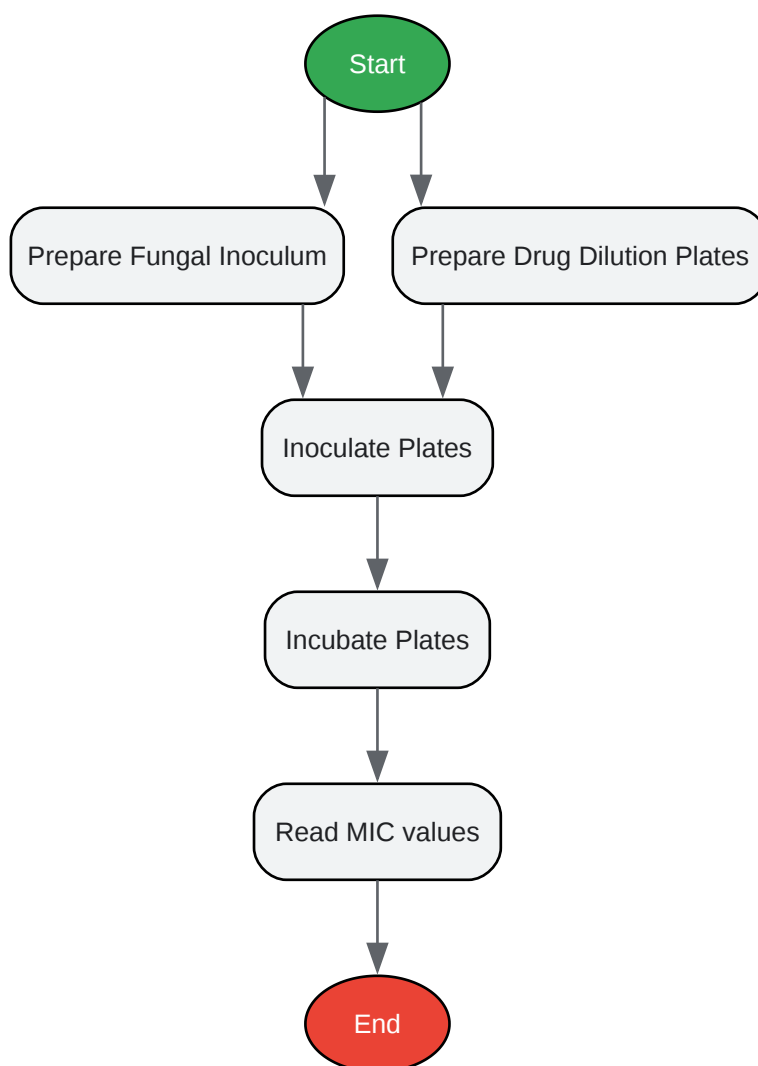 Start
Prepare Fungal Inoculum
Prepare Drug Dilution Plates
Inoculate Plates
Incubate Plates
Read MIC values
End